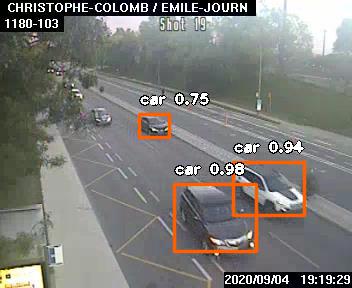 CHRISTOPHE-COLOMB / EMILE-JOURN
1180-103
Shot 19
car 0.75
car 0.94
car 0.98
2020/09/04 19:19:29